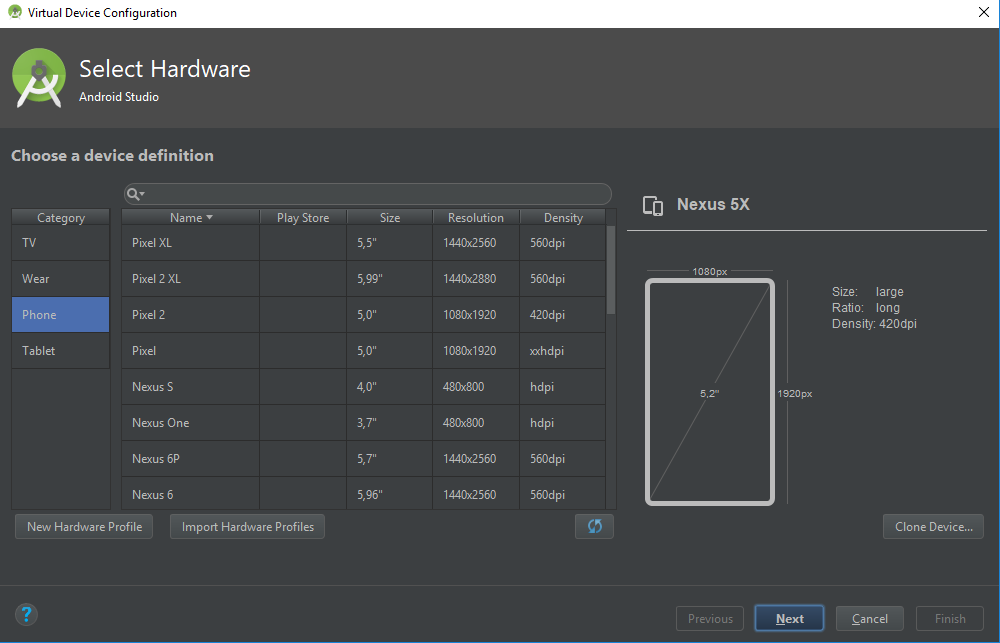 Virtual Device Configuration
Select Hardware
Android Studio
Choose a device definition
Category Name Play Store Size Resolution Density
TV Pixel XL 5,5" 1440x2560 560dpi
Wear Pixel 2 XL 5,99" 1440x2880 560dpi
Phone Pixel 2 5,0" 1080x1920 420dpi
Tablet Pixel 5,0" 1080x1920 xxhdpi
Nexus S 4,0" 480x800 hdpi
Nexus One 3,7" 480x800 hdpi
Nexus 6P 5,7" 1440x2560 560dpi
Nexus 6 5,96" 1440x2560 560dpi
New Hardware Profile Import Hardware Profiles
Nexus 5X
1080px
5,2"
1920px
Size: large
Ratio: long
Density: 420dpi
Clone Device...
? Previous Next Cancel Finish